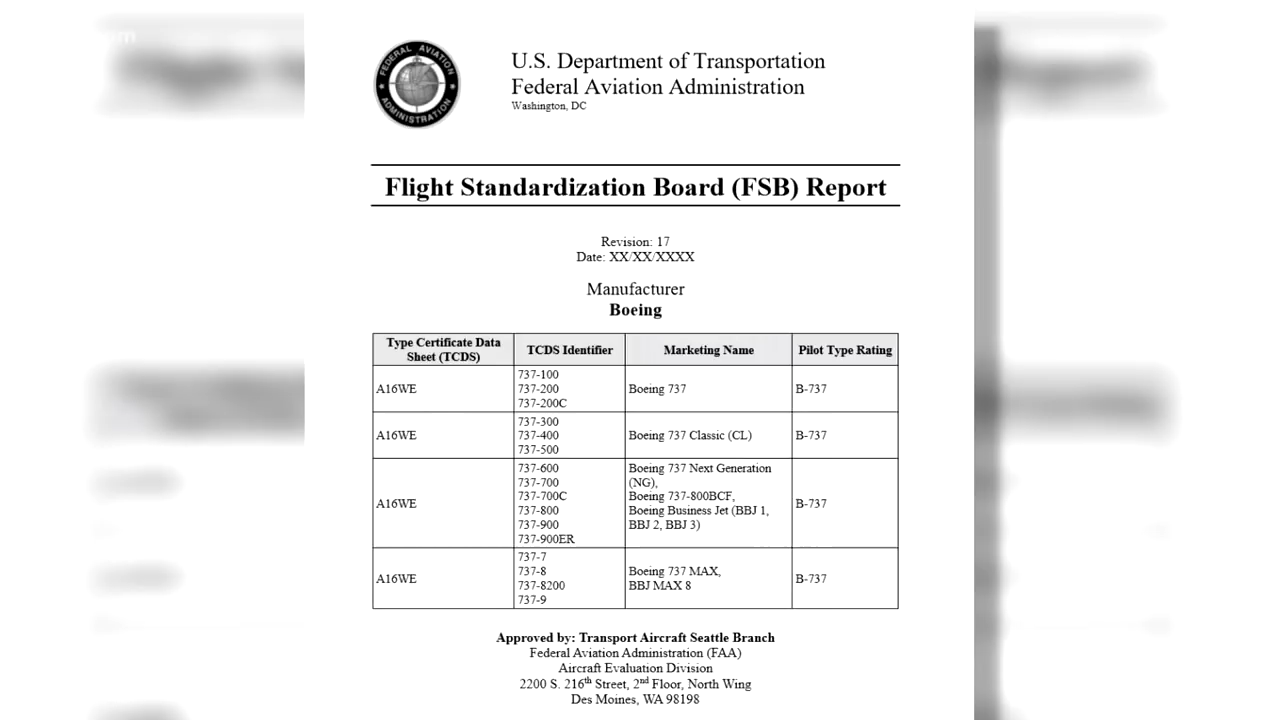 FEDERAL AVIATION
ADMINISTRATION
U.S. Department of Transportation
Federal Aviation Administration
Washington, DC
Flight Standardization Board (FSB) Report
Revision: 17
Date: XX/XX/XXXX
Manufacturer
Boeing
Type Certificate Data
Sheet (TCDS)
TCDS Identifier
Marketing Name
Pilot Type Rating
A16WE
737-100
737-200
737-200C
Boeing 737
B-737
A16WE
737-300
737-400
737-500
Boeing 737 Classic (CL)
B-737
A16WE
737-600
737-700
737-700C
737-800
737-900
737-900ER
Boeing 737 Next Generation
(NG),
Boeing 737-800BCF,
Boeing Business Jet (BBJ 1,
BBJ 2, BBJ 3)
B-737
A16WE
737-7
737-8
737-8200
737-9
Boeing 737 MAX,
BBJ MAX 8
B-737
Approved by: Transport Aircraft Seattle Branch
Federal Aviation Administration (FAA)
Aircraft Evaluation Division
2200 S. 216th Street, 2nd Floor, North Wing
Des Moines, WA 98198